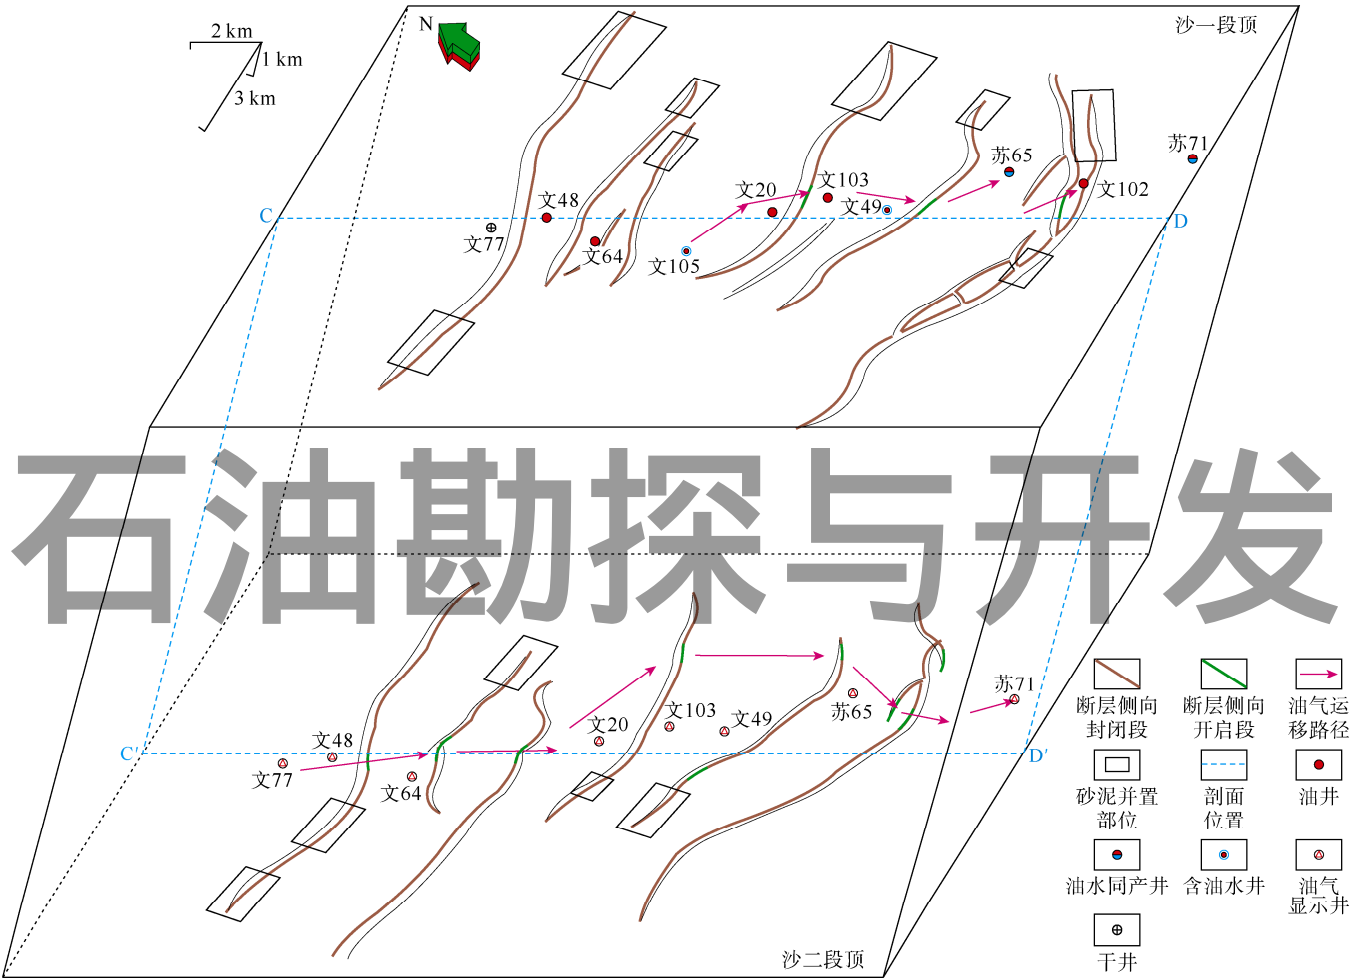 沙一段顶
N
2 km
1 km
3 km
苏71
苏65
文102
文103
文20
文48
文49
C
D
文77
文64
文105
石油勘探与开发
苏71
苏65
文103
文20
文49
文48
C′
D′
文77
文64
断层侧向
封闭段
断层侧向
开启段
油气运
移路径
砂泥并置
部位
剖面
位置
油井
油水同产井
含油水井
油气
显示井
干井
沙二段顶